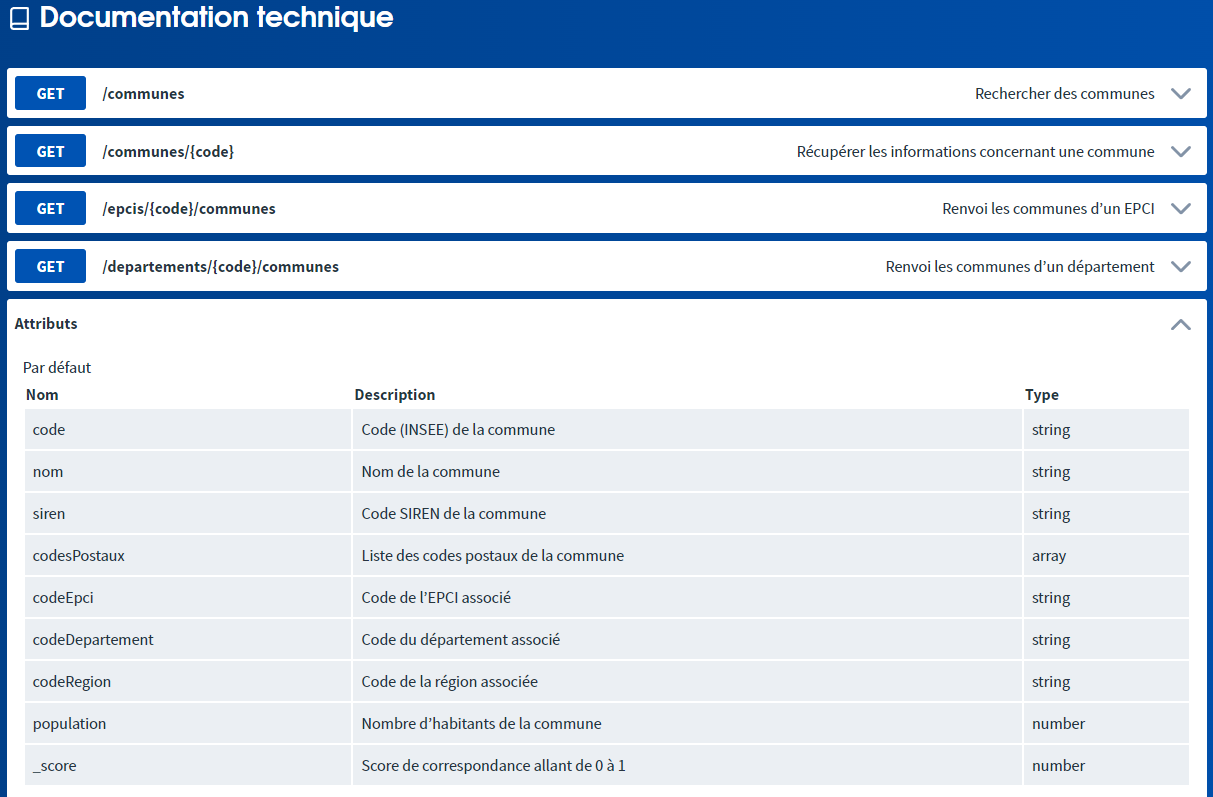 Documentation technique
GET /communes Rechercher des communes
GET /communes/{code} Récupérer les informations concernant une commune
GET /epcis/{code}/communes Renvoi les communes d’un EPCI
GET /departements/{code}/communes Renvoi les communes d’un département
Attributs
Par défaut
Nom Description Type
code Code (INSEE) de la commune string
nom Nom de la commune string
siren Code SIREN de la commune string
codesPostaux Liste des codes postaux de la commune array
codeEpci Code de l’EPCI associé string
codeDepartement Code du département associé string
codeRegion Code de la région associée string
population Nombre d’habitants de la commune number
_score Score de correspondance allant de 0 à 1 number